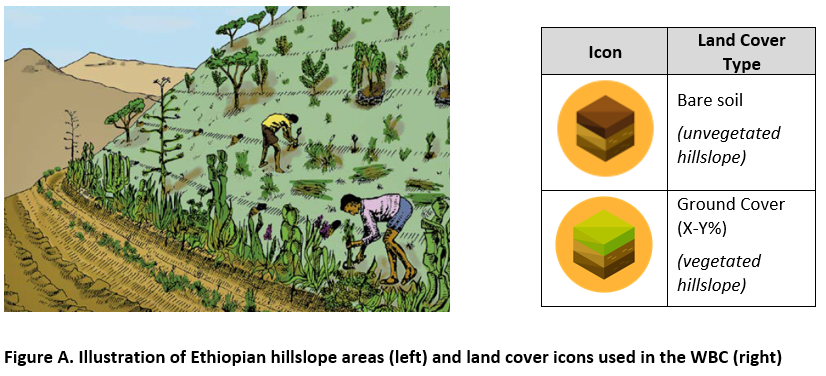 Icon
Land Cover
Type
Bare soil
(unvegetated
hillslope)
Ground Cover
(X-Y%)
(vegetated
hillslope)
Figure A. Illustration of Ethiopian hillslope areas (left) and land cover icons used in the WBC (right)